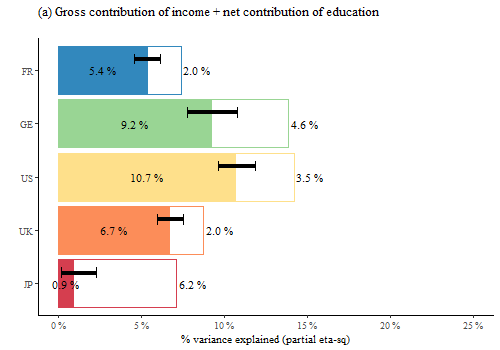 (a) Gross contribution of income + net contribution of education
FR 5.4 % 2.0 %
GE 9.2 % 4.6 %
US 10.7 % 3.5 %
UK 6.7 % 2.0 %
JP 0.9 % 6.2 %
0 % 5 % 10 % 15 % 20 % 25 %
% variance explained (partial eta-sq)